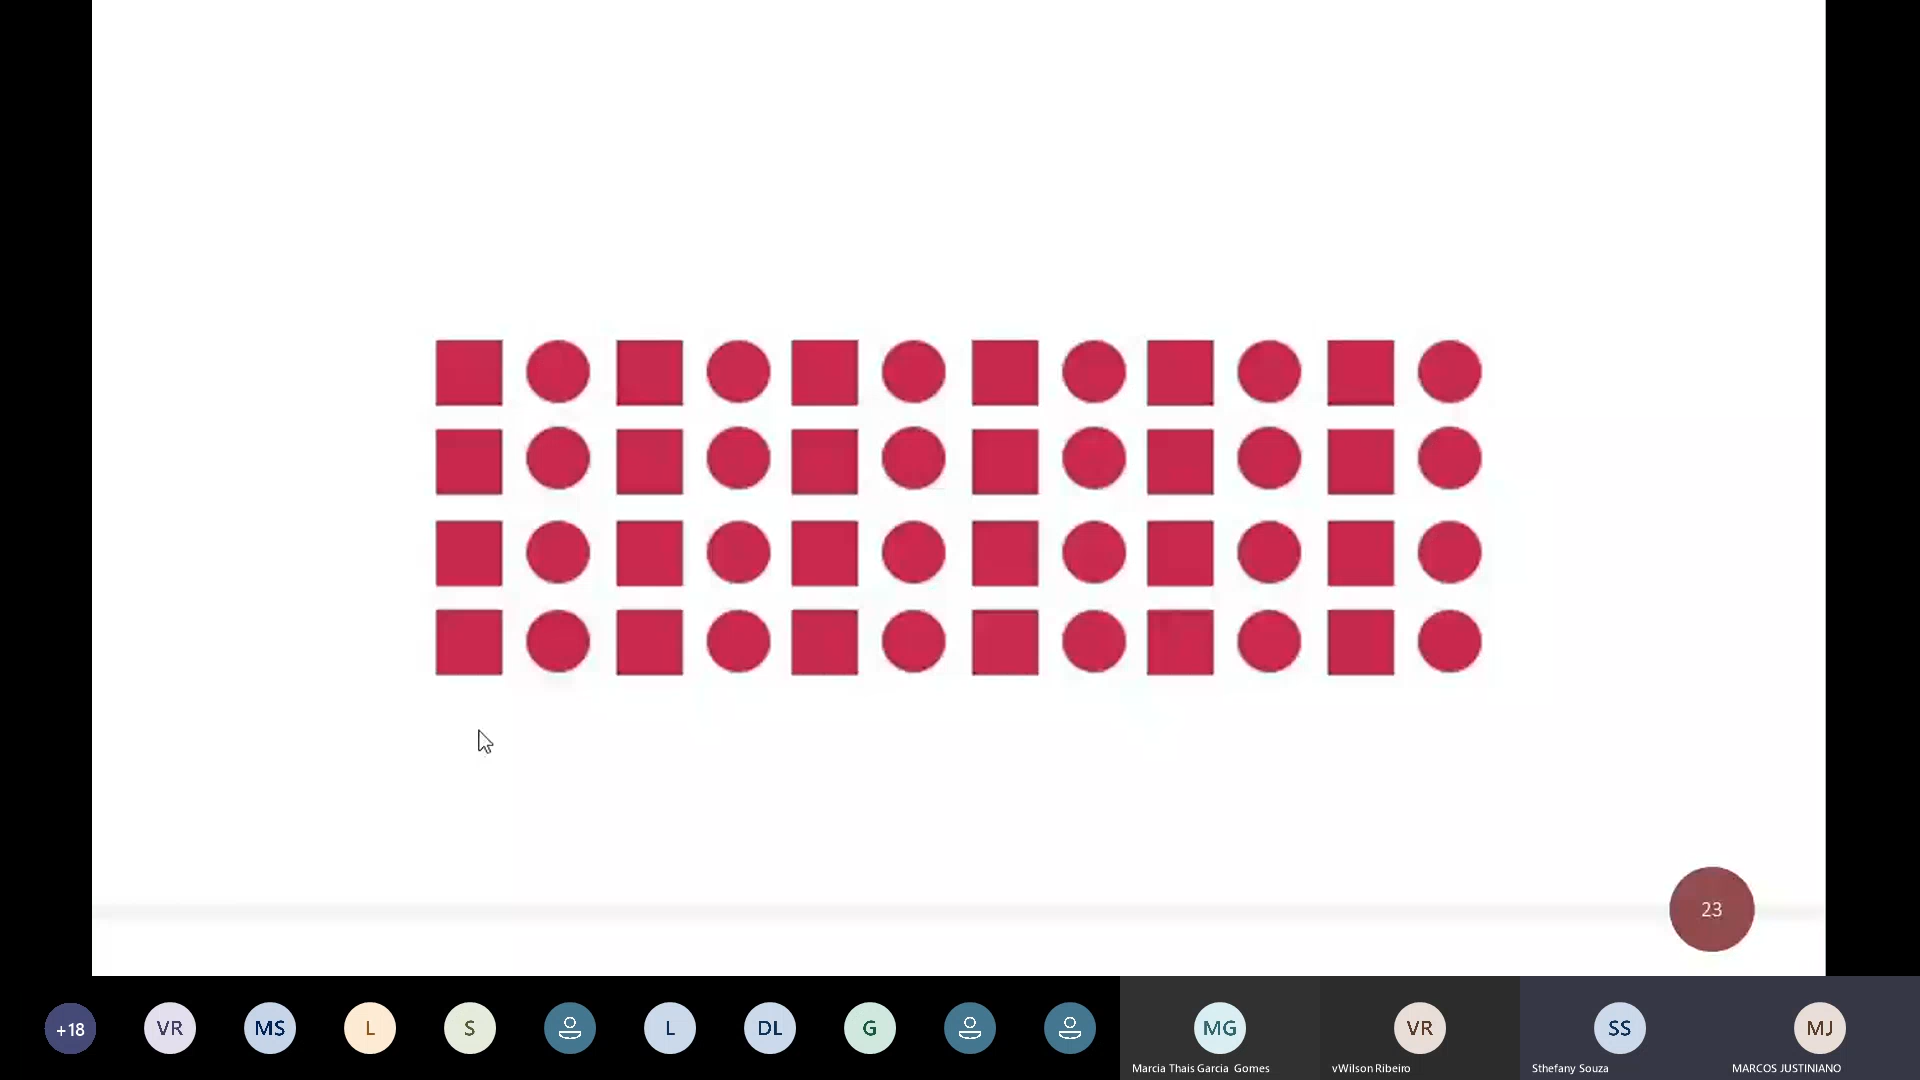 23
+18
VR
MS
L
S
L
DL
G
MG
VR
SS
MJ
Marcia Thais Garcia Gomes
vWilson Ribeiro
Sthefany Souza
MARCOS JUSTINIANO